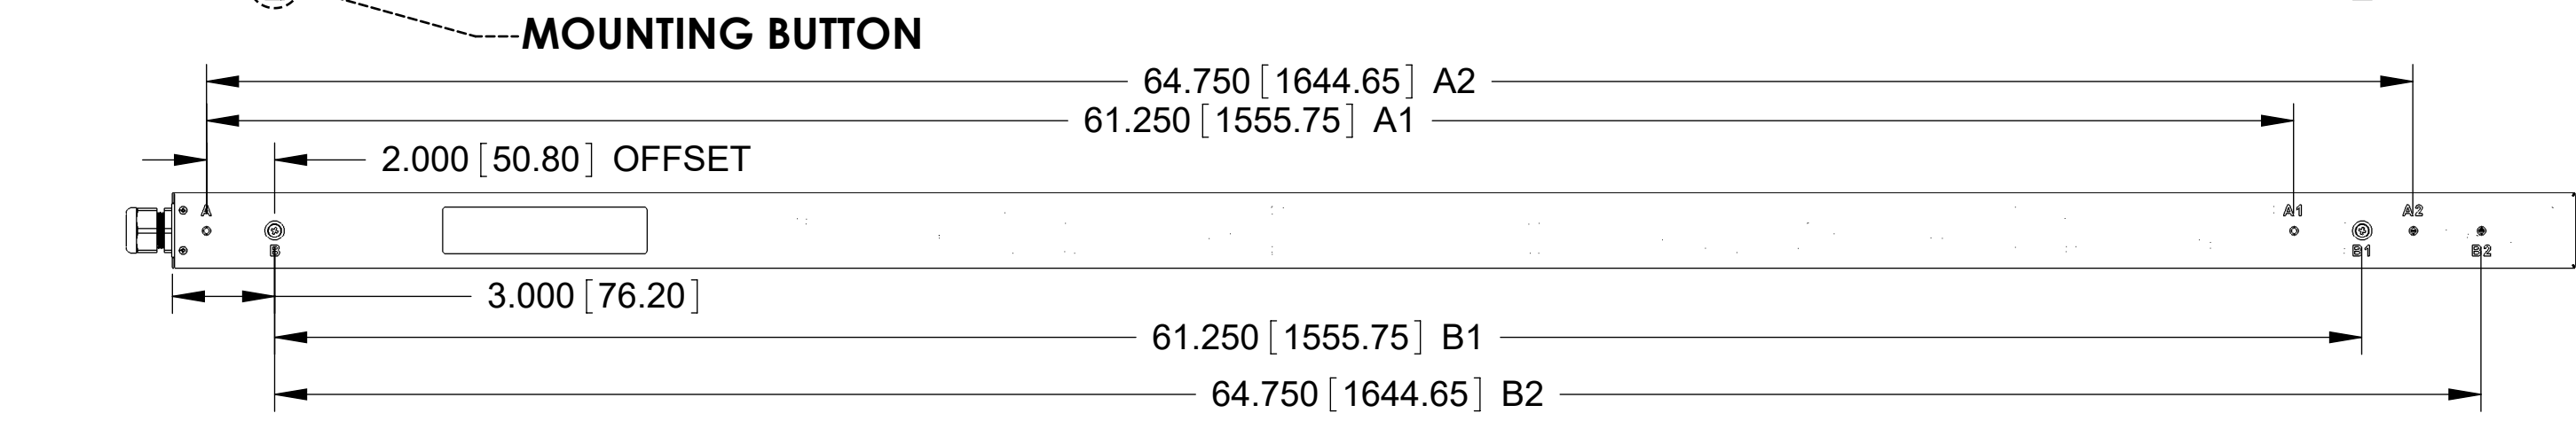 MOUNTING BUTTON
64.750 [1644.65] A2
61.250 [1555.75] A1
2.000 [50.80] OFFSET
A A1 A2
B B1 B2
3.000 [76.20]
61.250 [1555.75] B1
64.750 [1644.65] B2